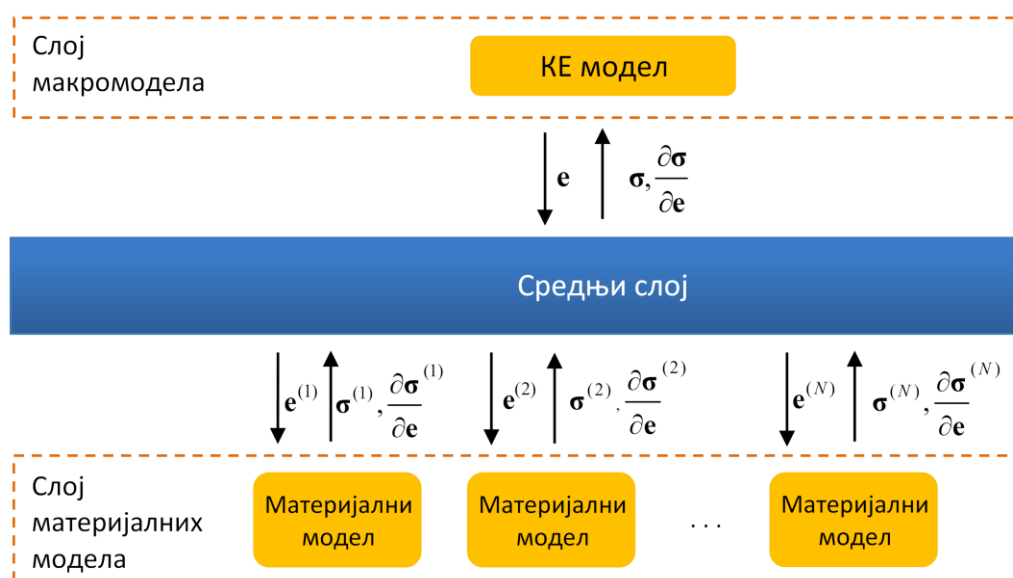 Слој
макромодела
КЕ модел
e
σ, ∂σ/∂e
Средњи слој
e^(1)
σ^(1), ∂σ^(1)/∂e
e^(2)
σ^(2), ∂σ^(2)/∂e
e^(N)
σ^(N), ∂σ^(N)/∂e
Слој
материјалних
модела
Материјални
модел
Материјални
модел
. . .
Материјални
модел